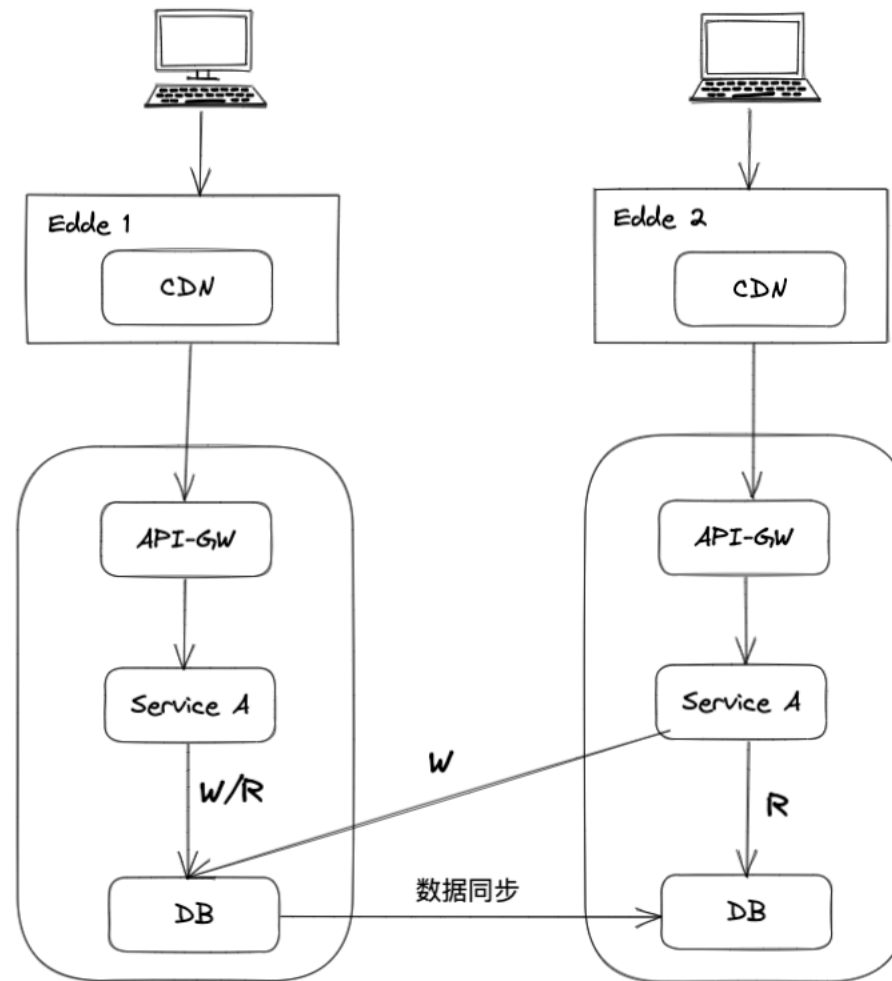 Edde 1
CDN
Edde 2
CDN
API-GW
Service A
W/R
DB
API-GW
Service A
W
R
数据同步
DB